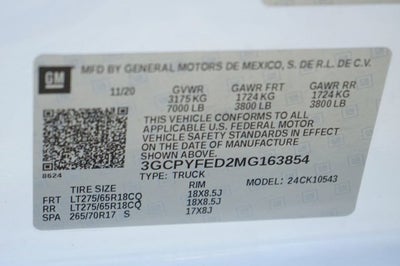 GM MFD BY GENERAL MOTORS DE MEXICO, S DE R.L. DE C.V.
11/20 GVWR GAWR FRT GAWR RR
3175 KG 1724 KG 1724 KG
7000 LB 3800 LB 3800 LB
THIS VEHICLE CONFORMS TO ALL
APPLICABLE U.S. FEDERAL MOTOR
VEHICLE SAFETY STANDARDS IN EFFECT
ON THE DATE OF MANUFACTURE SHOWN ABOVE.
3GCPYFED2MG163854
8624 TYPE: TRUCK MODEL: 24CK10543
TIRE SIZE RIM
FRT LT275/65R18CQ 18X8.5J
RR LT275/65R18CQ 18X8.5J
SPA 265/70R17 S 17X8J